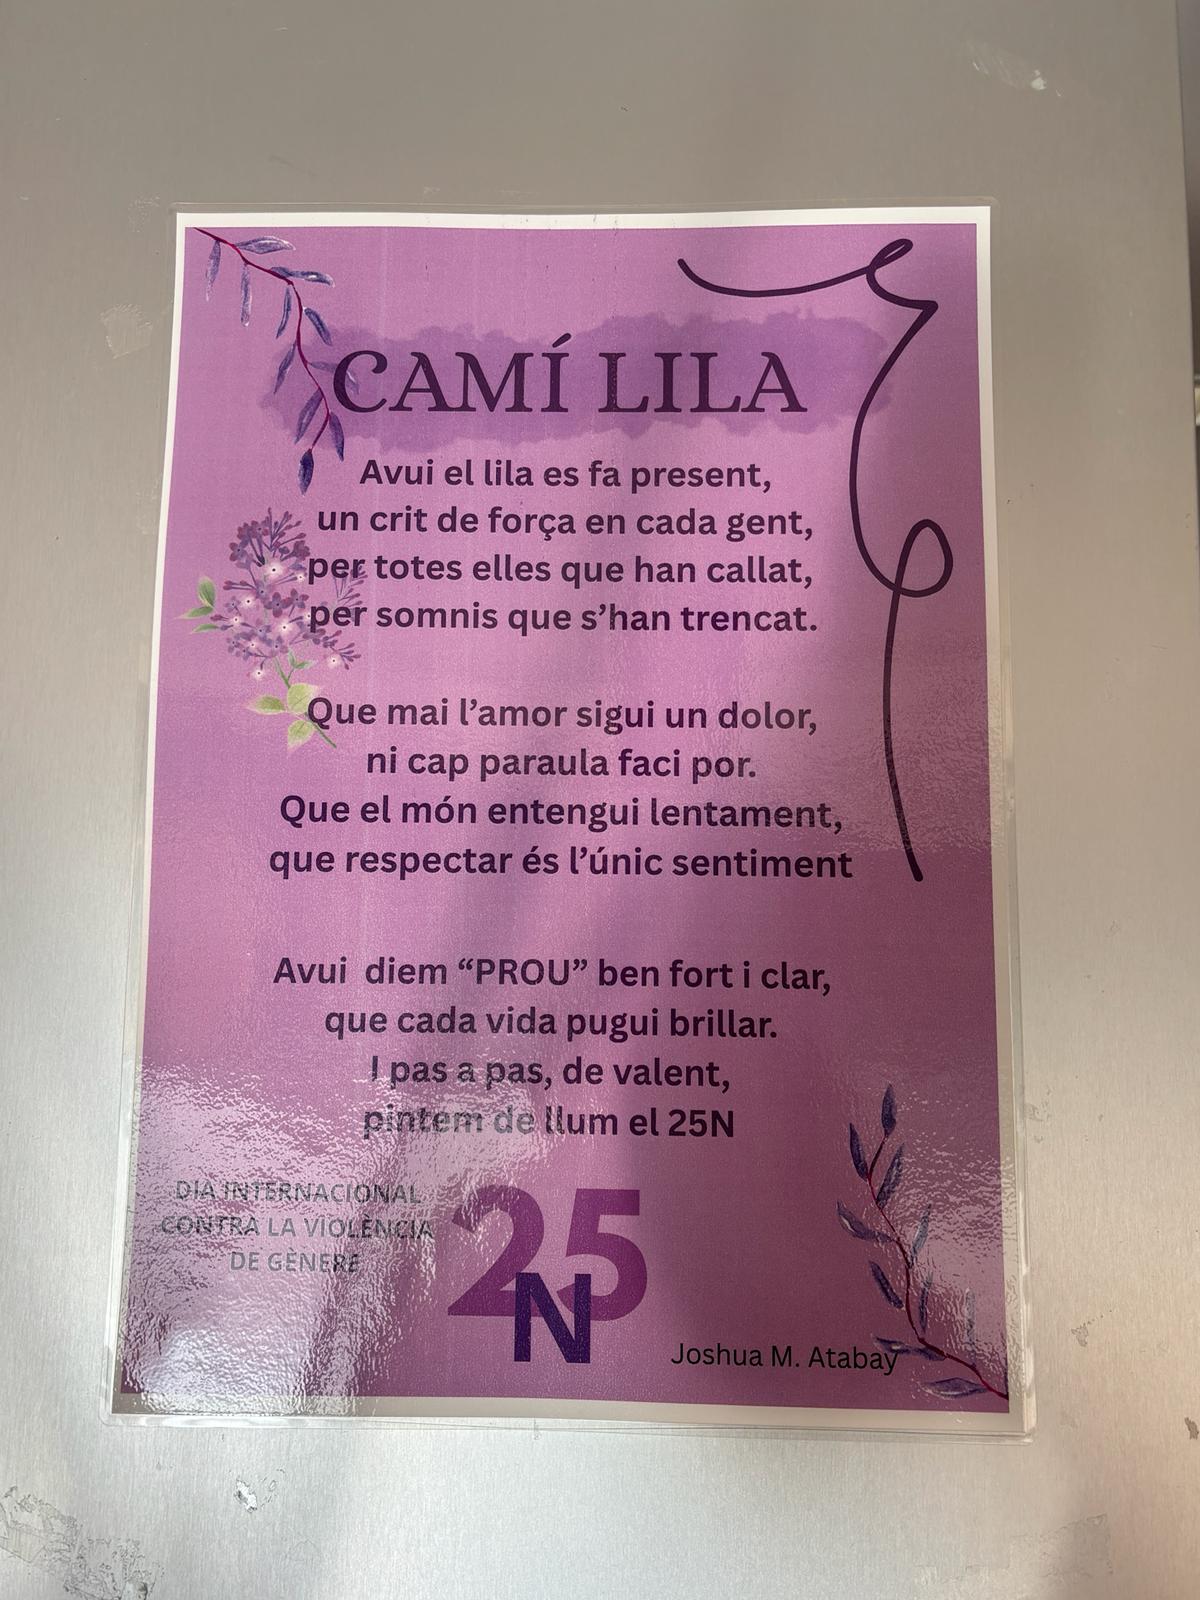 CAMÍ LILA
Avui el lila es fa present,
un crit de força en cada gent,
per totes elles que han callat,
per somnis que s’han trencat.
Que mai l’amor sigui un dolor,
ni cap paraula faci por.
Que el món entengui lentament,
que respectar és l’únic sentiment
Avui diem “PROU” ben fort i clar,
que cada vida pugui brillar.
I pas a pas, de valent,
pintem de llum el 25N
DIA INTERNACIONAL
CONTRA LA VIOLÈNCIA
DE GÈNERE
25
N
Joshua M. Atabay